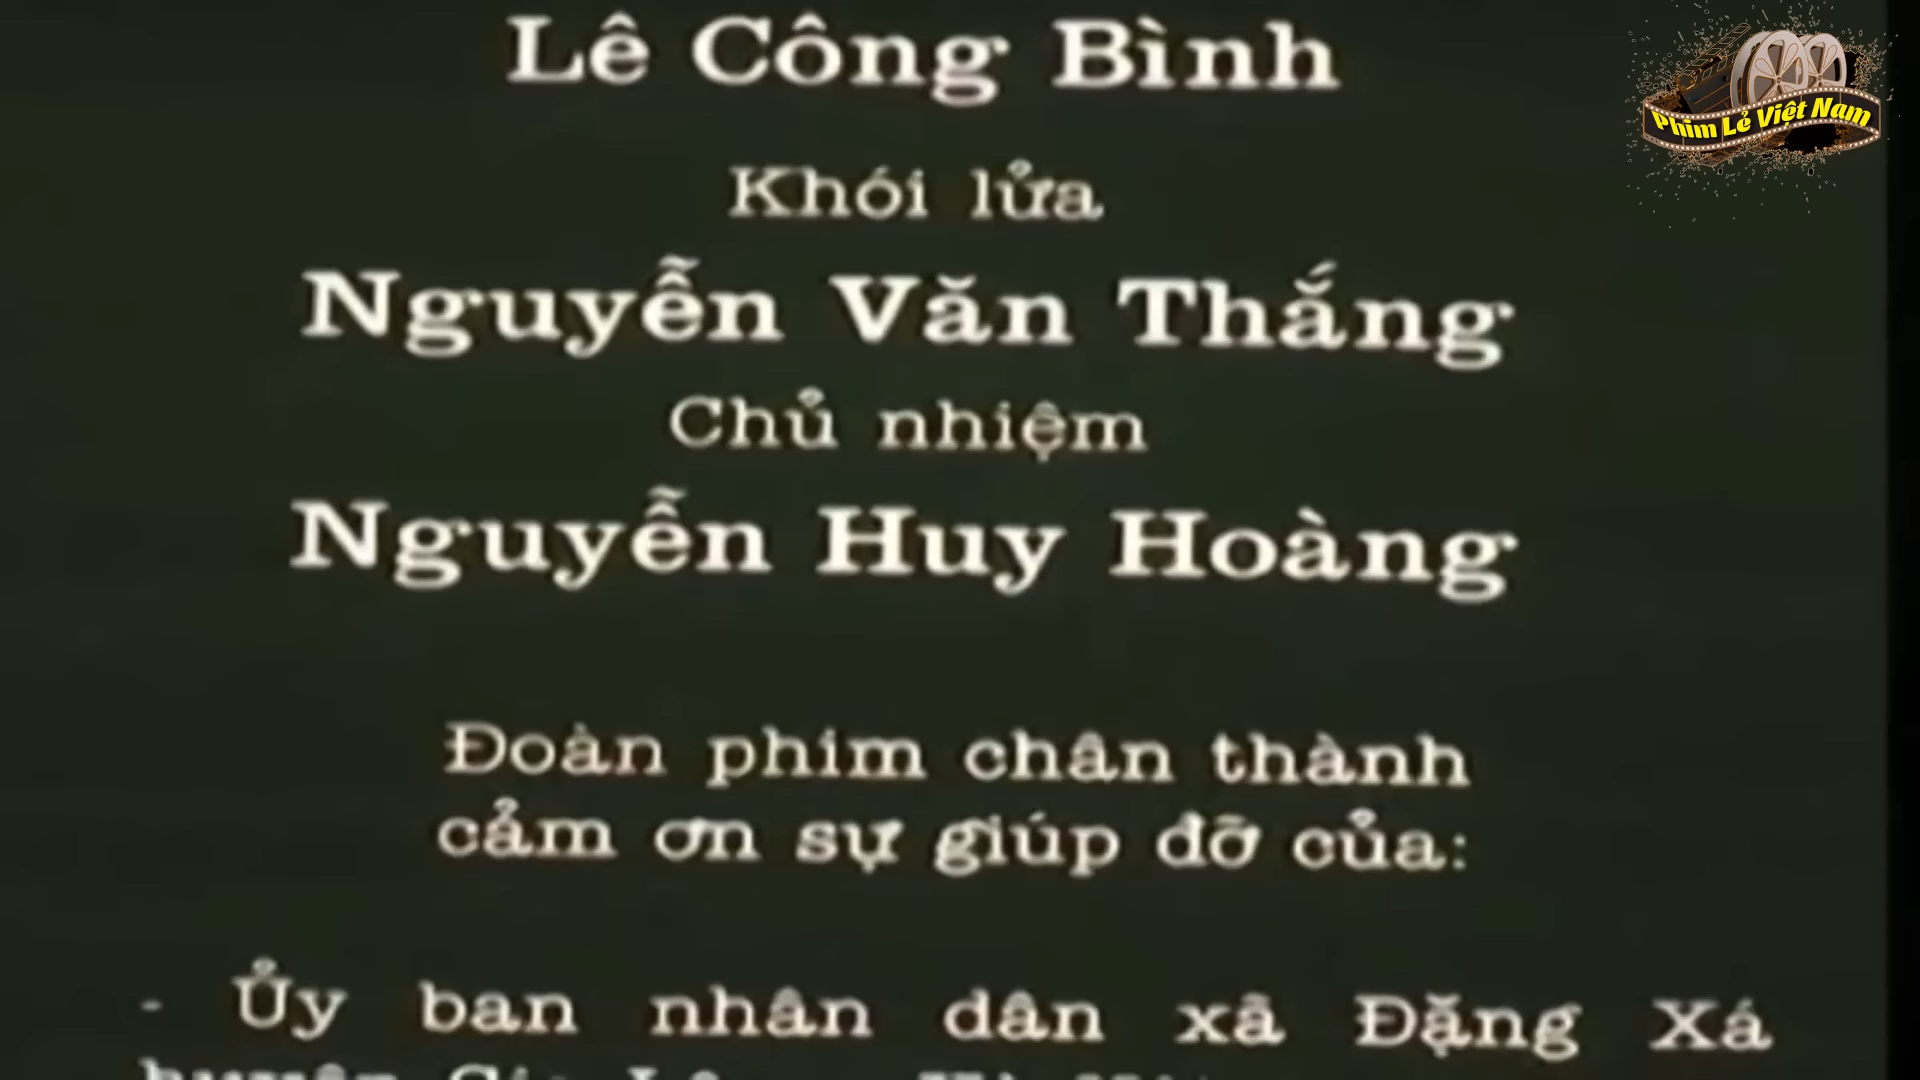 Lê Công Bình
Phim Lẻ Việt Nam
Khói lửa
Nguyễn Văn Thắng
Chủ nhiệm
Nguyễn Huy Hoàng
Đoàn phim chân thành
cảm ơn sự giúp đỡ của:
- Ủy ban nhân dân xã Đặng Xá